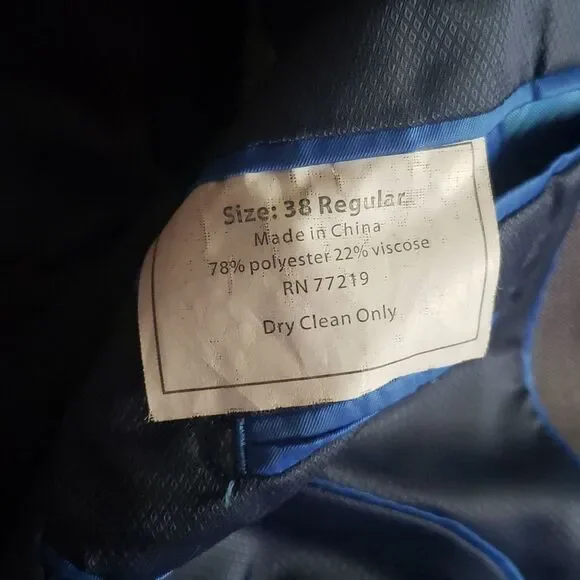 Size: 38 Regular
Made in China
78% polyester 22% viscose
RN 77219
Dry Clean Only